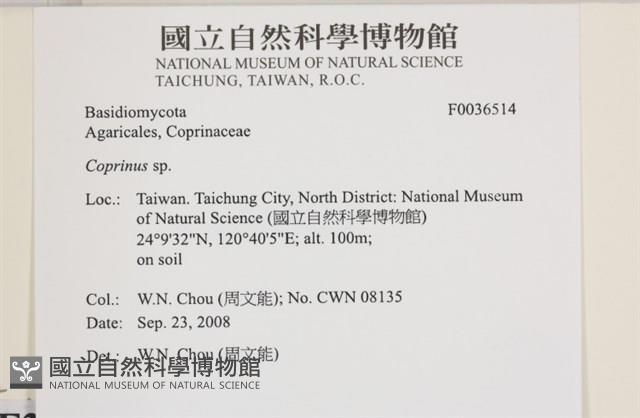 國立自然科學博物館
NATIONAL MUSEUM OF NATURAL SCIENCE
TAICHUNG, TAIWAN, R.O.C.
Basidiomycota F0036514
Agaricales, Coprinaceae
Coprinus sp.
Loc.: Taiwan. Taichung City, North District: National Museum
of Natural Science (國立自然科學博物館)
24°9'32"N, 120°40'5"E; alt. 100m;
on soil
Col.: W.N. Chou (周文能); No. CWN 08135
Date: Sep. 23, 2008
Det.: W.N. Chou (周文能)
國立自然科學博物館
NATIONAL MUSEUM OF NATURAL SCIENCE